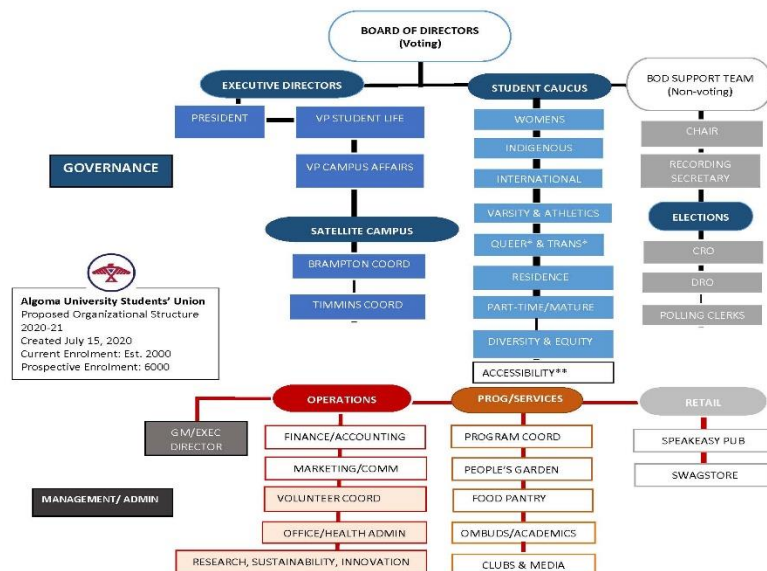 BOARD OF DIRECTORS
(Voting)
EXECUTIVE DIRECTORS
STUDENT CAUCUS
BOD SUPPORT TEAM
(Non-voting)
PRESIDENT
VP STUDENT LIFE
WOMENS
CHAIR
INDIGENOUS
GOVERNANCE
VP CAMPUS AFFAIRS
INTERNATIONAL
RECORDING
SECRETARY
VARSITY & ATHLETICS
ELECTIONS
SATELLITE CAMPUS
QUEER* & TRANS*
CRO
BRAMPTON COORD
RESIDENCE
DRO
TIMMINS COORD
PART-TIME/MATURE
POLLING CLERKS
DIVERSITY & EQUITY
ACCESSIBILITY**
Algoma University Students' Union
Proposed Organizational Structure
2020-21
Created July 15, 2020
Current Enrolment: Est. 2000
Prospective Enrolment: 6000
OPERATIONS
PROG/SERVICES
RETAIL
GM/EXEC
DIRECTOR
FINANCE/ACCOUNTING
PROGRAM COORD
SPEAKEASY PUB
MARKETING/COMM
PEOPLE'S GARDEN
SWAGSTORE
MANAGEMENT/ ADMIN
VOLUNTEER COORD
FOOD PANTRY
OFFICE/HEALTH ADMIN
OMBUDS/ACADEMICS
RESEARCH, SUSTAINABILITY, INNOVATION
CLUBS & MEDIA